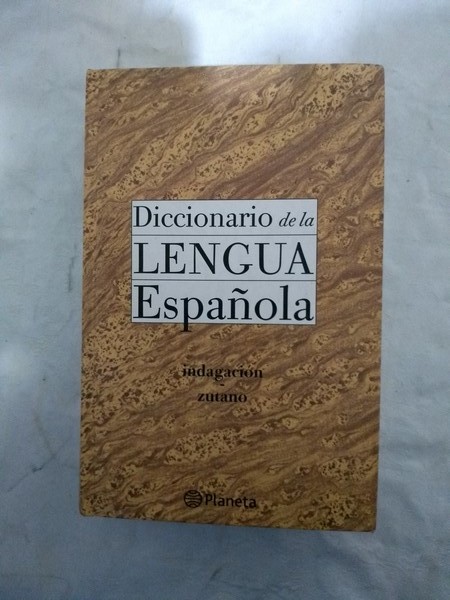 Diccionario de la
LENGUA
Española
indagación
-
zutano
Planeta